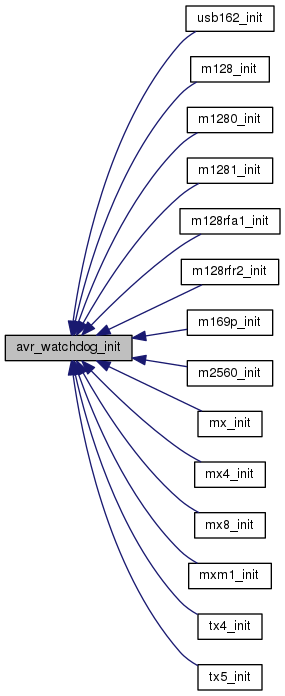 usb162_init
m128_init
m1280_init
m1281_init
m128rfa1_init
m128rfr2_init
m169p_init
avr_watchdog_init
m2560_init
mx_init
mx4_init
mx8_init
mxm1_init
tx4_init
tx5_init